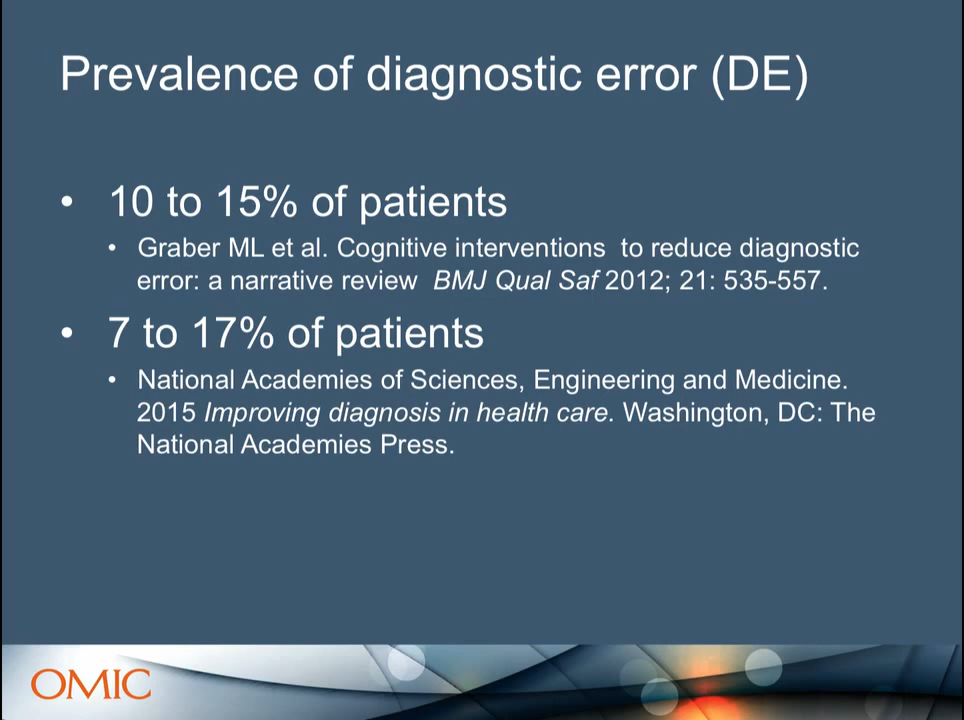 Prevalence of diagnostic error (DE)
• 10 to 15% of patients
• Graber ML et al. Cognitive interventions  to reduce diagnostic
error: a narrative review  BMJ Qual Saf 2012; 21: 535-557.
• 7 to 17% of patients
• National Academies of Sciences, Engineering and Medicine.
2015 Improving diagnosis in health care. Washington, DC: The
National Academies Press.
OMIC